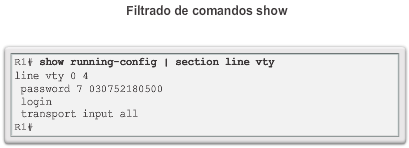 Filtrado de comandos show
R1# show running-config | section line vty
line vty 0 4
password 7 030752180500
login
transport input all
R1#